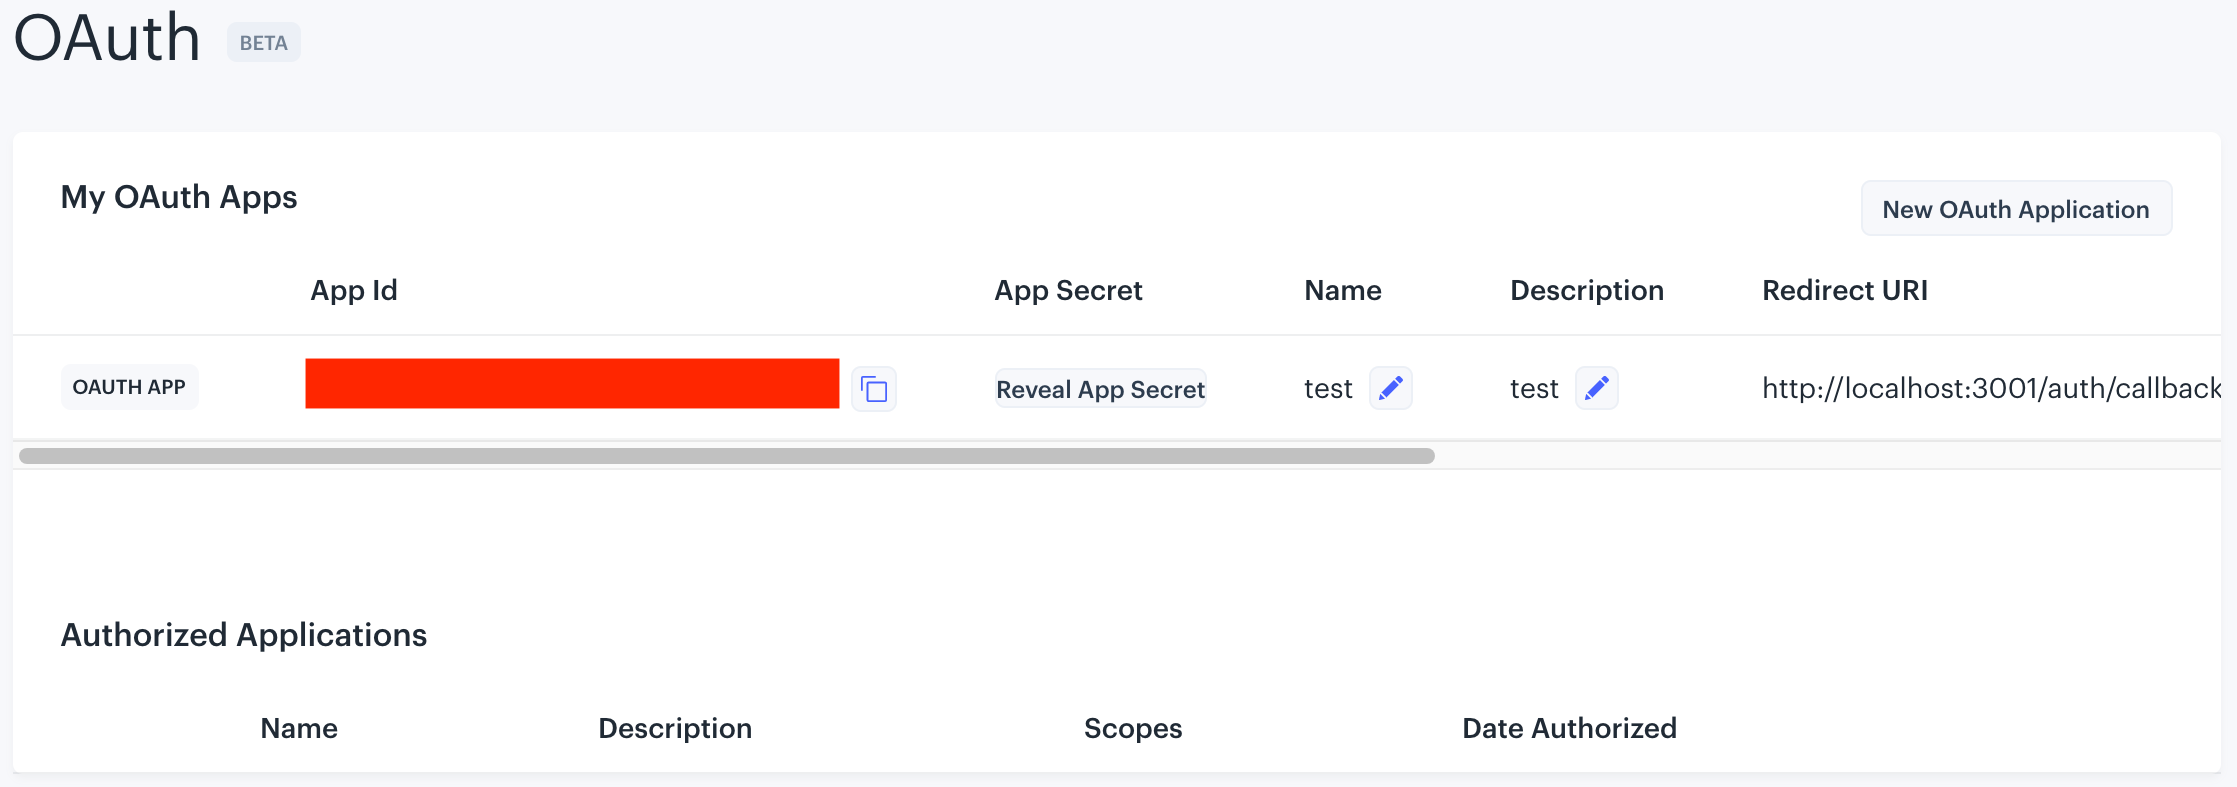 OAuth BETA
My OAuth Apps
New OAuth Application
App Id App Secret Name Description Redirect URI
OAUTH APP Reveal App Secret test test http://localhost:3001/auth/callback
Authorized Applications
Name Description Scopes Date Authorized